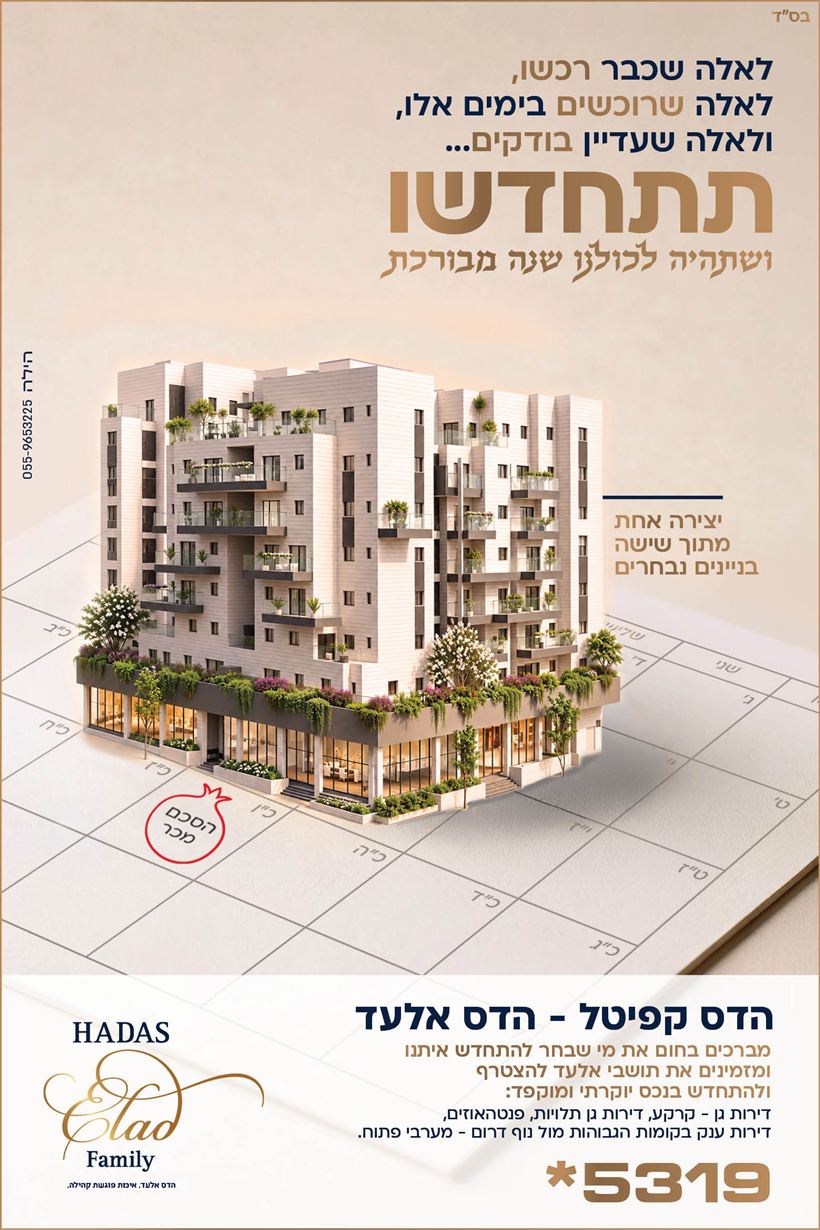 בס"ד
לאלה שכבר רכשו,
לאלה שרוכשים בימים אלו,
ולאלה שעדיין בודקים...
תתחדשו
ושתהיה לכולנו שנה מבורכת
הילה 055-9653225
יצירה אחת
מתוך שישה
בניינים נבחרים
שלישי
שני
כ"ב
ד'
ג'
כ"ח
כ"ז
י'
ט'
הסכם
מכר
כ"ו
י"ז
כ"ה
ט"ז
כ"ד
כ"ג
הדס קפיטל - הדס אלעד
מברכים בחום את מי שבחר להתחדש איתנו
ומזמינים את תושבי אלעד להצטרף
ולהתחדש בנכס יוקרתי ומוקפד:
דירות גן - קרקע, דירות גן תלויות, פנטהאוזים,
דירות ענק בקומות הגבוהות מול נוף דרום - מערבי פתוח.
*5319
HADAS
Elad
Family
הדס אלעד. איכות פוגשת קהילה.